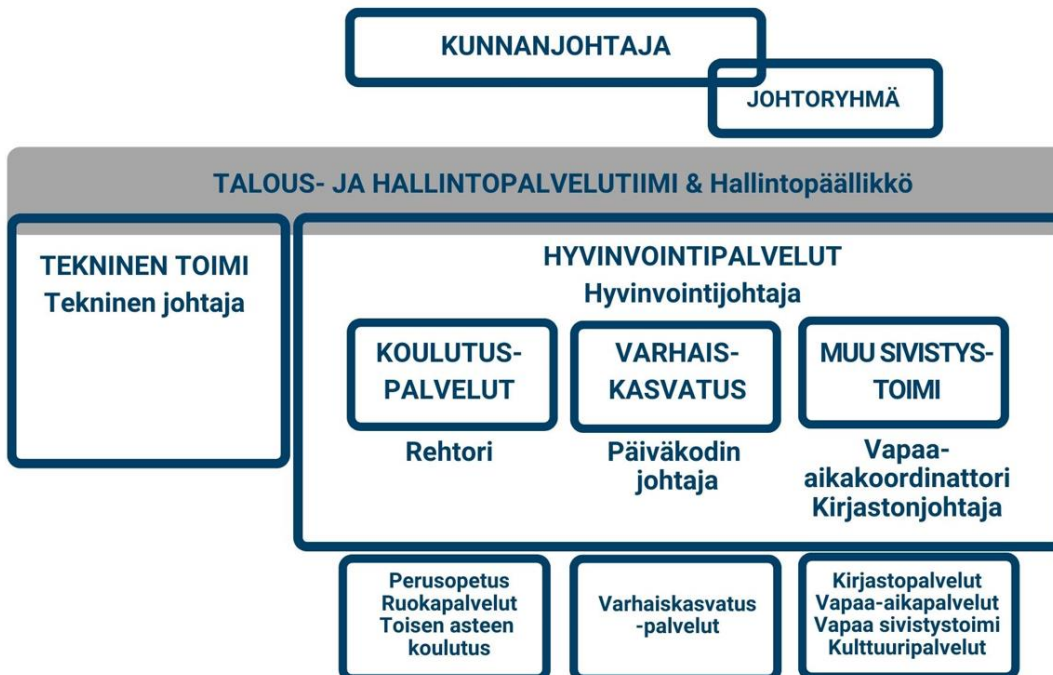 KUNNANJOHTAJA
JOHTORYHMÄ
TALOUS- JA HALLINTOPALVELUTIIMI & Hallintopäällikkö
TEKNINEN TOIMI
Tekninen johtaja
HYVINVOINTIPALVELUT
Hyvinvointijohtaja
KOULUTUS-
PALVELUT
Rehtori
VARHAIS-
KASVATUS
Päiväkodin
johtaja
MUU SIVISTYS-
TOIMI
Vapaa-
aikakoordinattori
Kirjastonjohtaja
Perusopetus
Ruokapalvelut
Toisen asteen
koulutus
Varhaiskasvatus
-palvelut
Kirjastopalvelut
Vapaa-aikapalvelut
Vapaa sivistystoimi
Kulttuuripalvelut